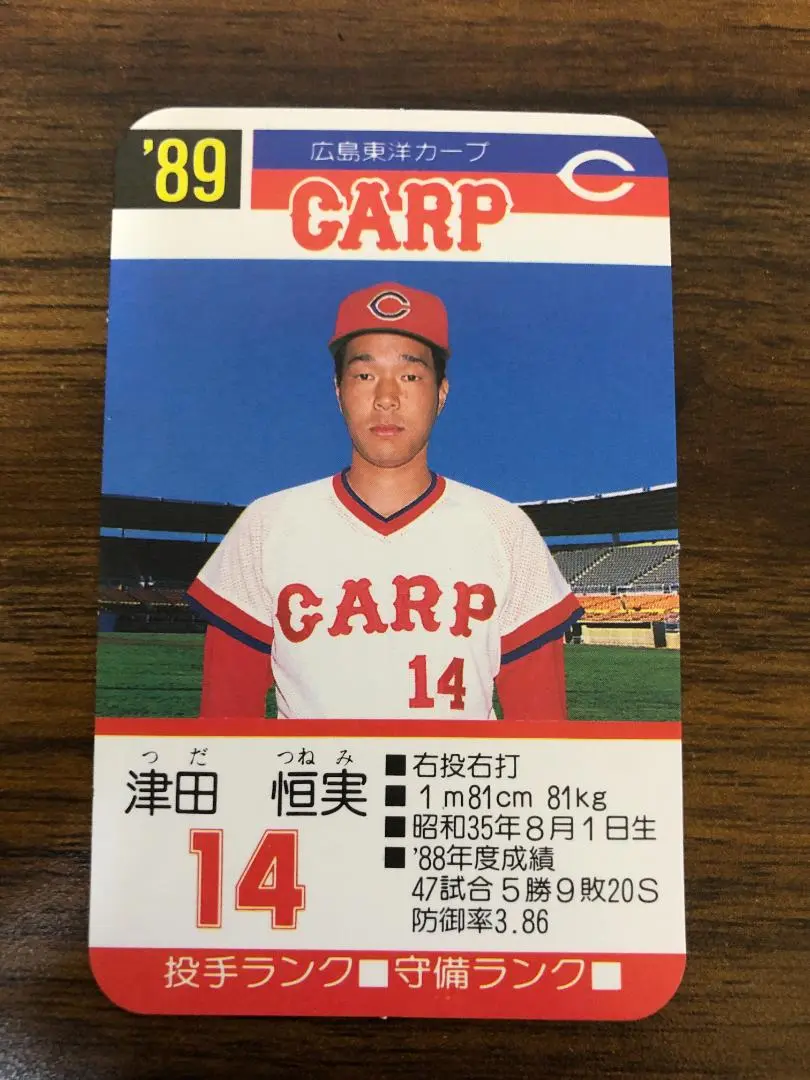 '89
広島東洋カープ
C
CARP
C
CARP
14
つだ つねみ
津田 恒実
14
■右投右打
■1m81cm 81kg
■昭和35年8月1日生
■'88年度成績
47試合5勝9敗20S
防御率3.86
投手ランク□守備ランク□